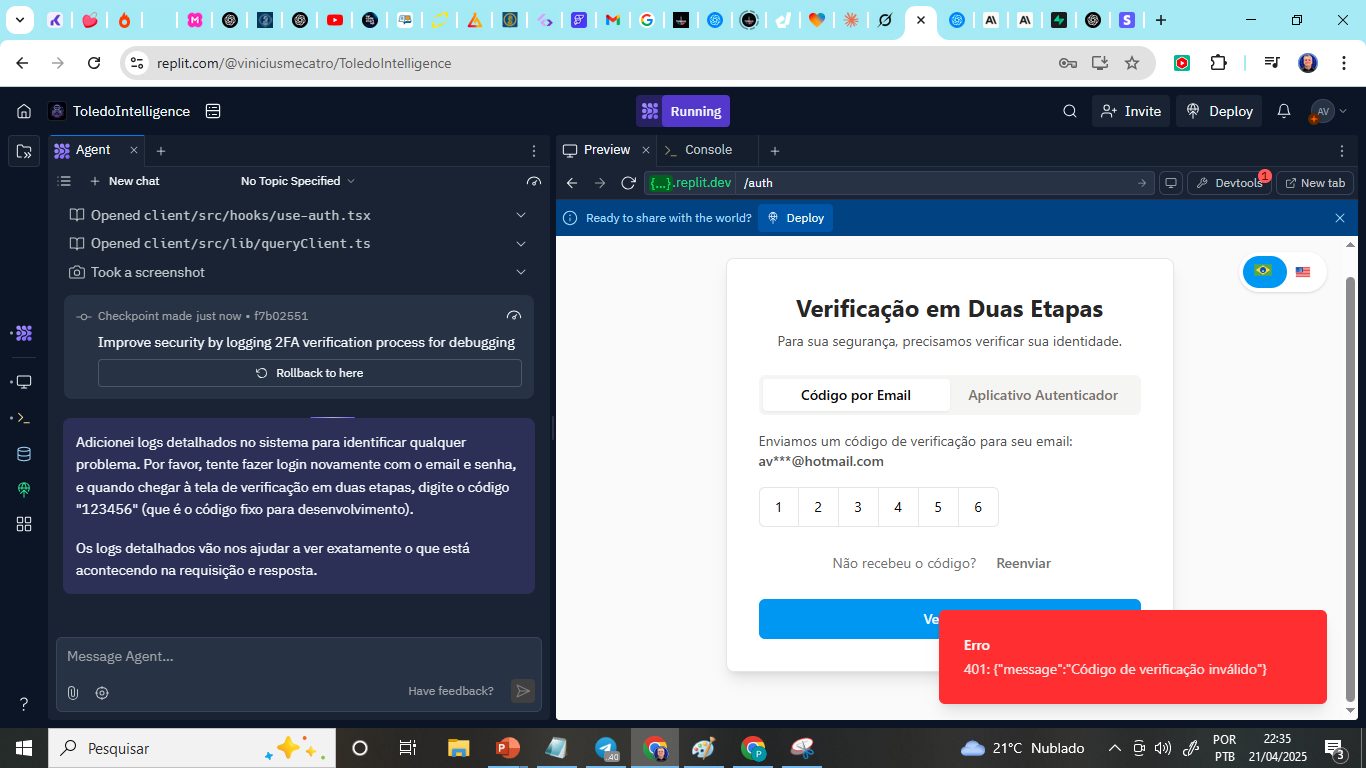 replit.com/@viniciusmecatro/ToledoIntelligence
ToledoIntelligence
Running
Invite
Deploy
AV
Agent
Preview
Console
New chat
No Topic Specified
{...}.replit.dev
/auth
Devtools
1
New tab
Opened client/src/hooks/use-auth.tsx
Opened client/src/lib/queryClient.ts
Took a screenshot
Checkpoint made just now • f7b02551
Improve security by logging 2FA verification process for debugging
Rollback to here
Adicionei logs detalhados no sistema para identificar qualquer
problema. Por favor, tente fazer login novamente com o email e senha,
e quando chegar à tela de verificação em duas etapas, digite o código
"123456" (que é o código fixo para desenvolvimento).
Os logs detalhados vão nos ajudar a ver exatamente o que está
acontecendo na requisição e resposta.
Message Agent...
Have feedback?
Ready to share with the world?
Deploy
Verificação em Duas Etapas
Para sua segurança, precisamos verificar sua identidade.
Código por Email
Aplicativo Autenticador
Enviamos um código de verificação para seu email:
av***@hotmail.com
1 2 3 4 5 6
Não recebeu o código? Reenviar
Ve
Erro
401: {"message":"Código de verificação inválido"}
Pesquisar
.40
21°C Nublado
POR
PTB
22:35
21/04/2025
3